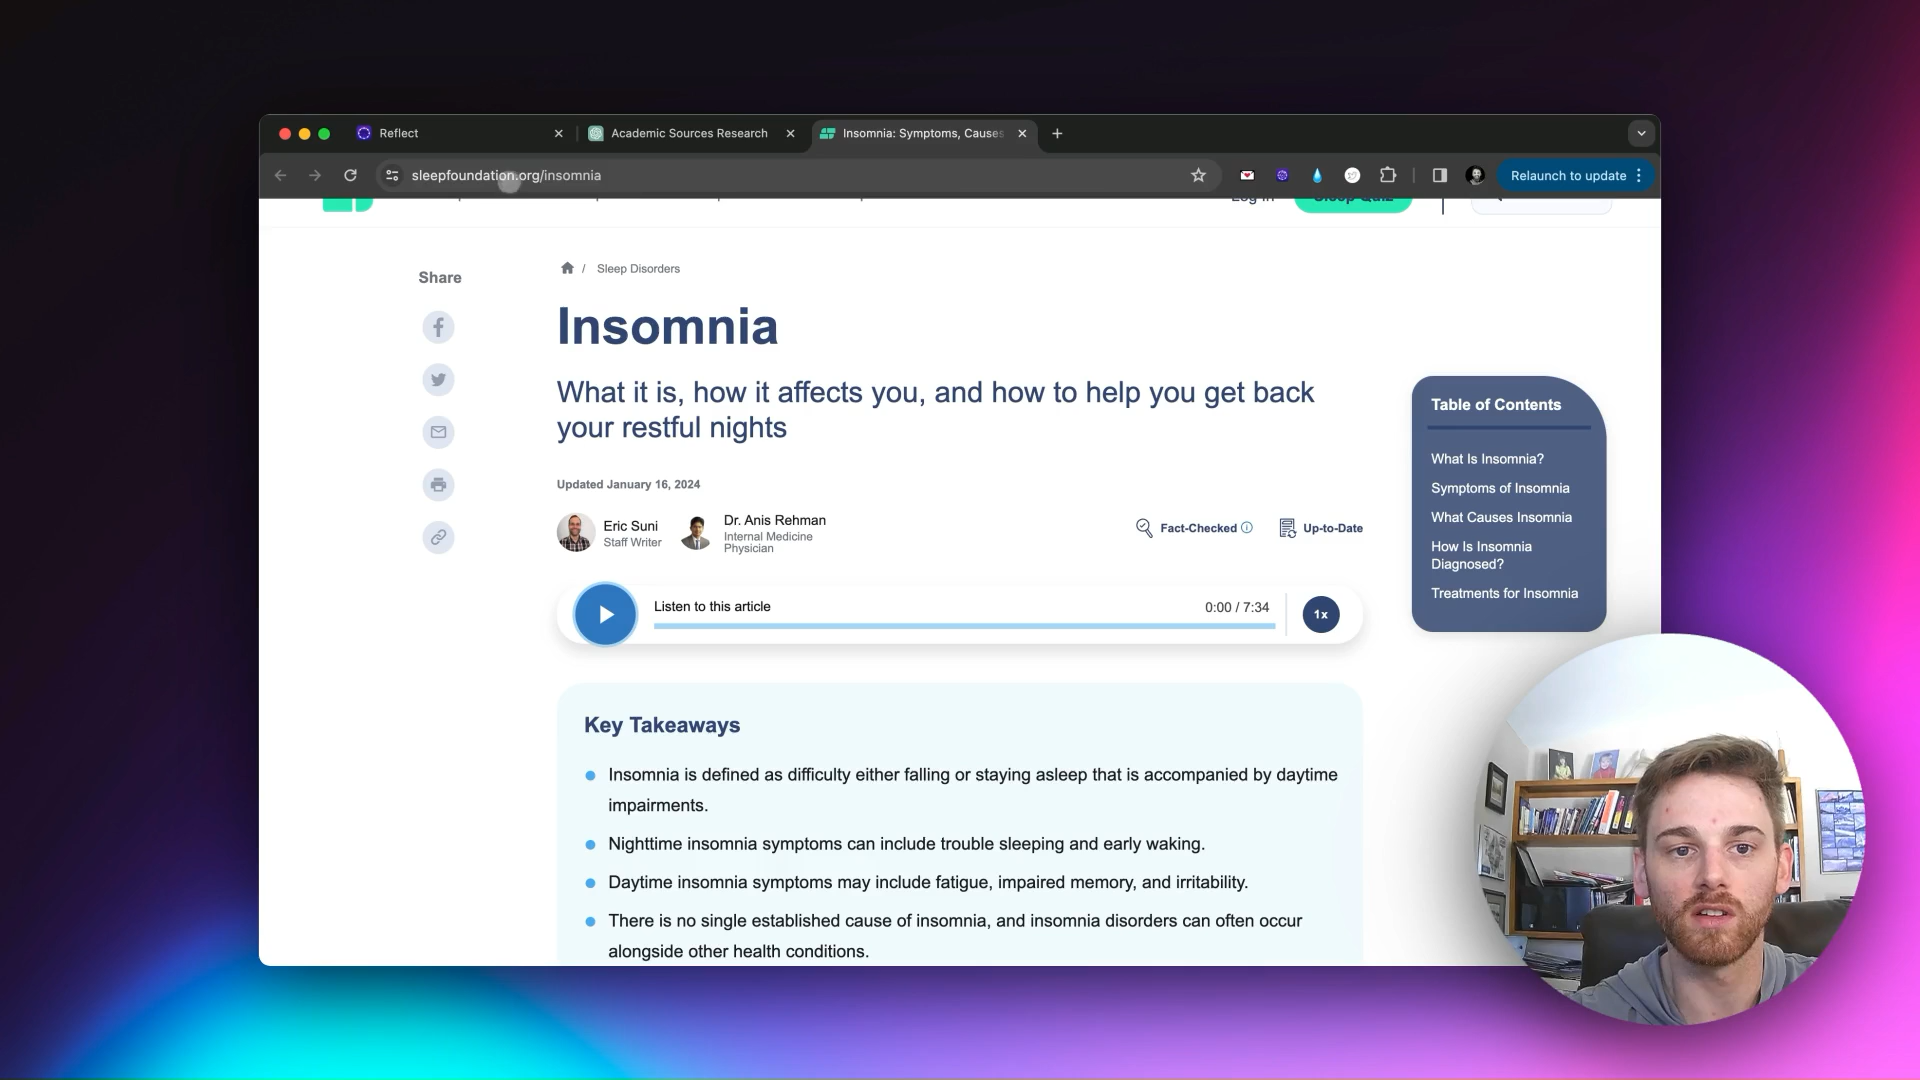 Reflect
Academic Sources Research
Insomnia: Symptoms, Causes
sleepfoundation.org/insomnia
Relaunch to update
Log In
Sleep Quiz
Share
/ Sleep Disorders
Insomnia
What it is, how it affects you, and how to help you get back
your restful nights
Updated January 16, 2024
Eric Suni
Staff Writer
Dr. Anis Rehman
Internal Medicine
Physician
Fact-Checked
Up-to-Date
Listen to this article
0:00 / 7:34
1x
Table of Contents
What Is Insomnia?
Symptoms of Insomnia
What Causes Insomnia
How Is Insomnia
Diagnosed?
Treatments for Insomnia
Key Takeaways
Insomnia is defined as difficulty either falling or staying asleep that is accompanied by daytime
impairments.
Nighttime insomnia symptoms can include trouble sleeping and early waking.
Daytime insomnia symptoms may include fatigue, impaired memory, and irritability.
There is no single established cause of insomnia, and insomnia disorders can often occur
alongside other health conditions.